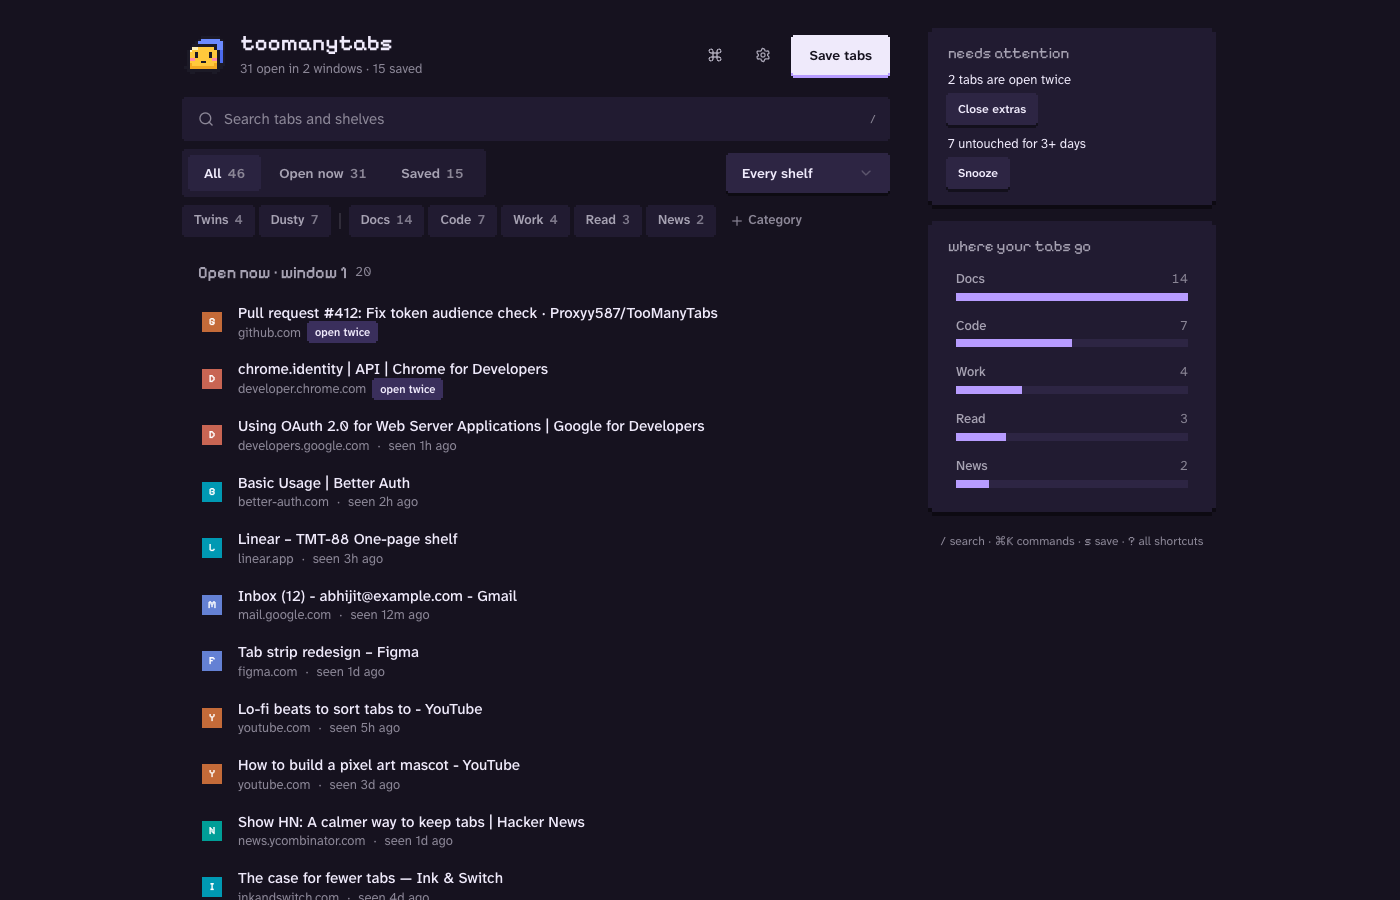 toomanytabs
31 open in 2 windows · 15 saved
⌘
Save tabs
Search tabs and shelves
/
All 46
Open now 31
Saved 15
Every shelf
Twins 4
Dusty 7
Docs 14
Code 7
Work 4
Read 3
News 2
+ Category
Open now · window 1 20
G
Pull request #412: Fix token audience check · Proxyy587/TooManyTabs
github.com open twice
D
chrome.identity | API | Chrome for Developers
developer.chrome.com open twice
D
Using OAuth 2.0 for Web Server Applications | Google for Developers
developers.google.com · seen 1h ago
B
Basic Usage | Better Auth
better-auth.com · seen 2h ago
L
Linear – TMT-88 One-page shelf
linear.app · seen 3h ago
M
Inbox (12) - abhijit@example.com - Gmail
mail.google.com · seen 12m ago
F
Tab strip redesign – Figma
figma.com · seen 1d ago
Y
Lo-fi beats to sort tabs to - YouTube
youtube.com · seen 5h ago
Y
How to build a pixel art mascot - YouTube
youtube.com · seen 3d ago
N
Show HN: A calmer way to keep tabs | Hacker News
news.ycombinator.com · seen 1d ago
I
The case for fewer tabs — Ink & Switch
inkandswitch.com · seen 4d ago
needs attention
2 tabs are open twice
Close extras
7 untouched for 3+ days
Snooze
where your tabs go
Docs 14
Code 7
Work 4
Read 3
News 2
/ search · ⌘K commands · s save · ? all shortcuts